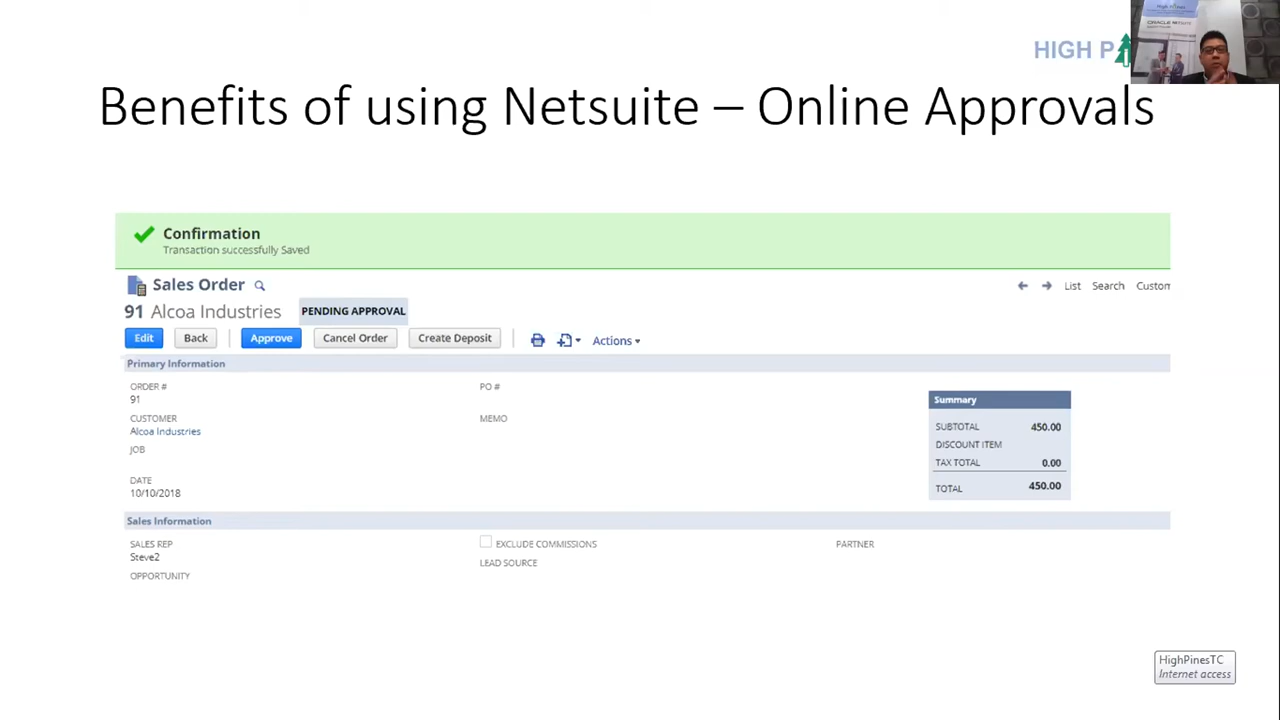 HIGH P
ORACLE NETSUITE
Benefits of using Netsuite – Online Approvals
Confirmation
Transaction successfully Saved
Sales Order
List Search Custom
91 Alcoa Industries PENDING APPROVAL
Edit Back Approve Cancel Order Create Deposit Actions
Primary Information
ORDER #
91
PO #
CUSTOMER
Alcoa Industries
MEMO
JOB
DATE
10/10/2018
Summary
SUBTOTAL 450.00
DISCOUNT ITEM
TAX TOTAL 0.00
TOTAL 450.00
Sales Information
SALES REP
Steve2
EXCLUDE COMMISSIONS
PARTNER
LEAD SOURCE
OPPORTUNITY
HighPinesTC
Internet access